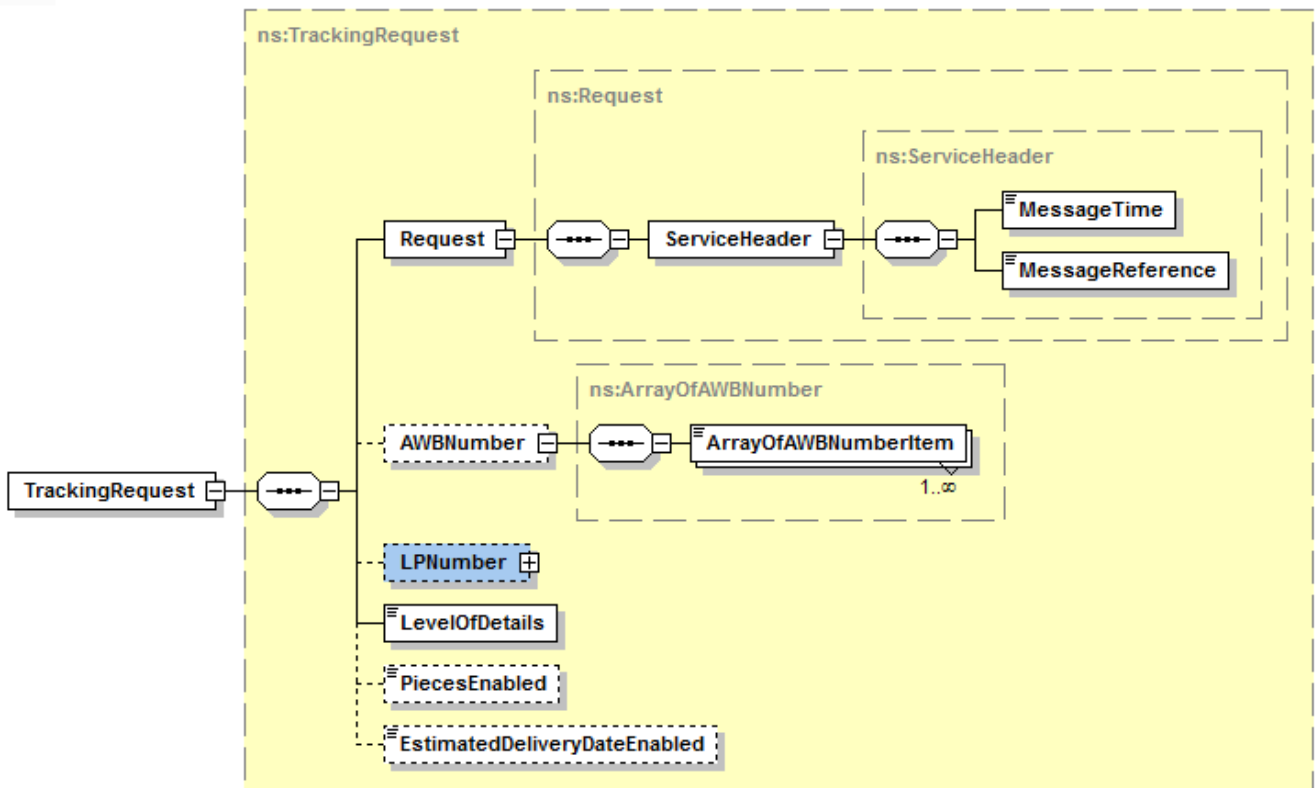 ns:TrackingRequest
ns:Request
ns:ServiceHeader
MessageTime
Request
ServiceHeader
MessageReference
ns:ArrayOfAWBNumber
AWBNumber
ArrayOfAWBNumberItem
1..∞
TrackingRequest
LPNumber
LevelOfDetails
PiecesEnabled
EstimatedDeliveryDateEnabled